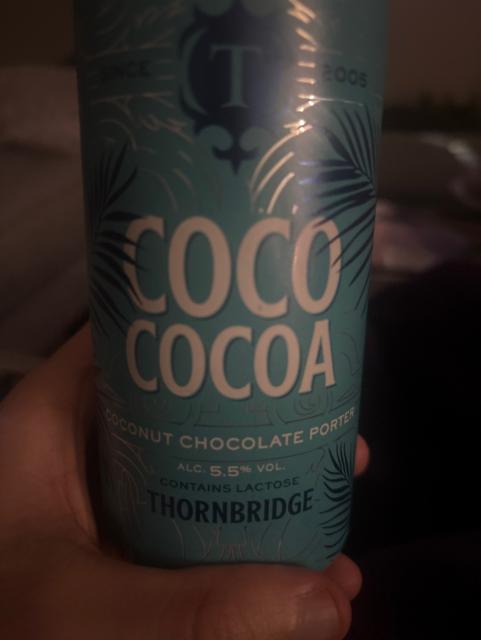 SINCE T 2005
COCO
COCOA
COCONUT CHOCOLATE PORTER
ALC. 5.5% VOL.
CONTAINS LACTOSE
THORNBRIDGE